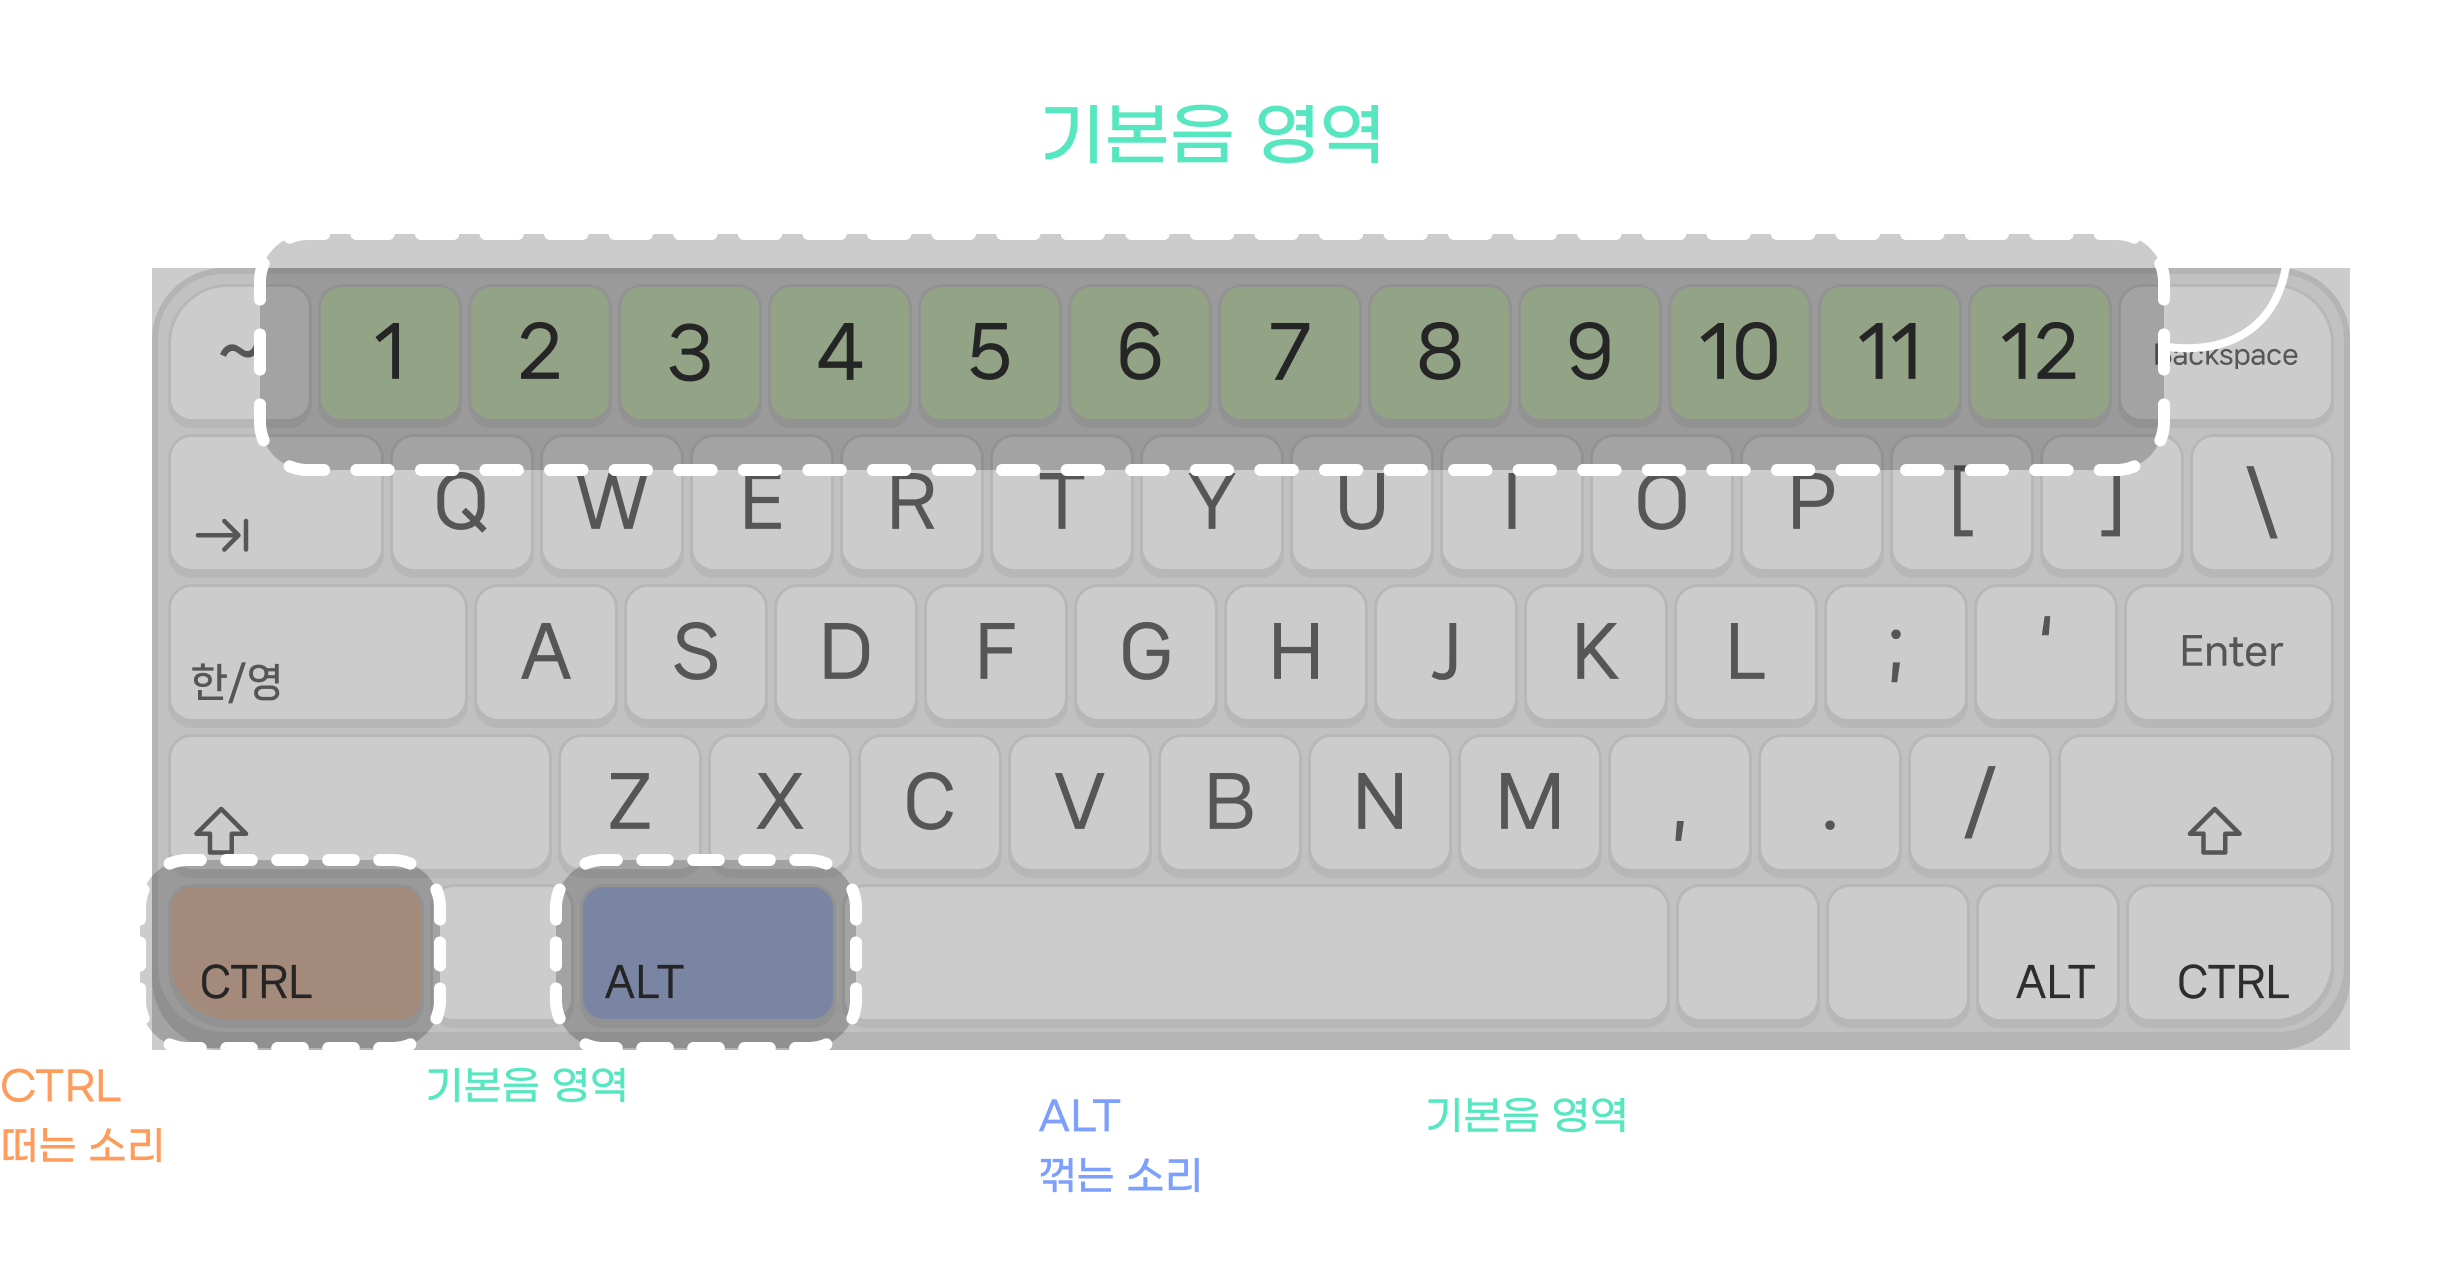 기본음 영역
~ 1 2 3 4 5 6 7 8 9 10 11 12 Backspace
Q W E R T Y U I O P [ ] \
한/영 A S D F G H J K L ; ' Enter
Z X C V B N M , . /
CTRL ALT ALT CTRL
CTRL
떠는 소리
기본음 영역
ALT
꺾는 소리
기본음 영역